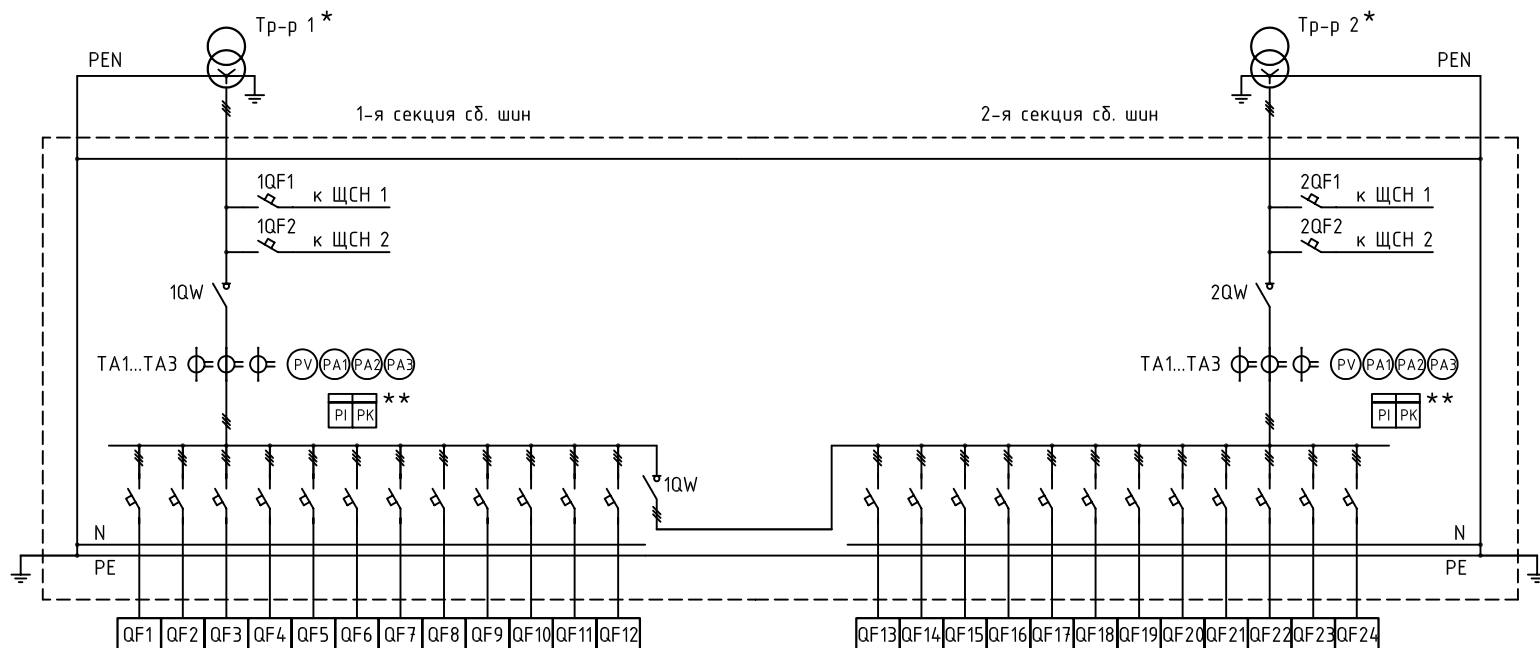 Тр-р 1*
Тр-р 2*
PEN
PEN
1-я секция сб. шин
2-я секция сб. шин
1QF1
к ЩСН 1
2QF1
к ЩСН 1
1QF2
к ЩСН 2
2QF2
к ЩСН 2
1QW
2QW
TA1...TA3
PV
PA1
PA2
PA3
TA1...TA3
PV
PA1
PA2
PA3
PI
PK
**
PI
PK
**
1QW
N
N
PE
PE
QF1
QF2
QF3
QF4
QF5
QF6
QF7
QF8
QF9
QF10
QF11
QF12
QF13
QF14
QF15
QF16
QF17
QF18
QF19
QF20
QF21
QF22
QF23
QF24